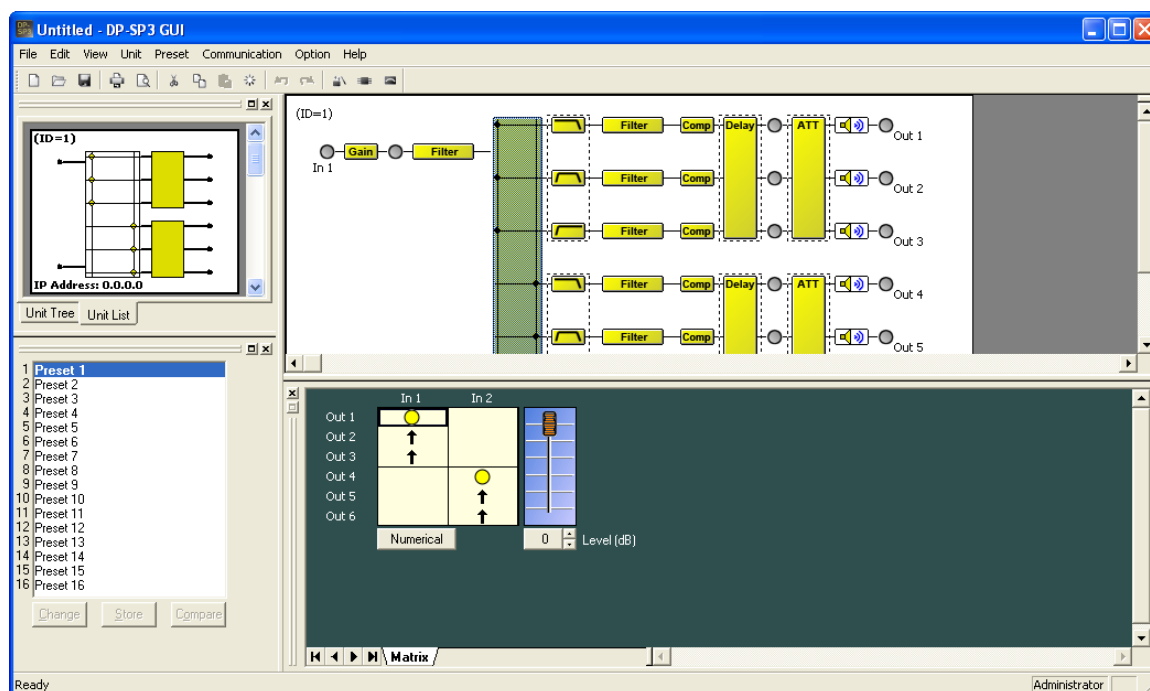 Untitled - DP-SP3 GUI
File Edit View Unit Preset Communication Option Help
(ID=1)
IP Address: 0.0.0.0
Unit Tree Unit List
1 Preset 1
2 Preset 2
3 Preset 3
4 Preset 4
5 Preset 5
6 Preset 6
7 Preset 7
8 Preset 8
9 Preset 9
10 Preset 10
11 Preset 11
12 Preset 12
13 Preset 13
14 Preset 14
15 Preset 15
16 Preset 16
Change Store Compare
(ID=1)
In 1 Gain Filter
Filter Comp Delay ATT Out 1
Filter Comp Out 2
Filter Comp Out 3
Filter Comp Delay ATT Out 4
Filter Comp Out 5
In 1 In 2
Out 1
Out 2
Out 3
Out 4
Out 5
Out 6
Numerical 0 Level (dB)
Matrix
Ready Administrator